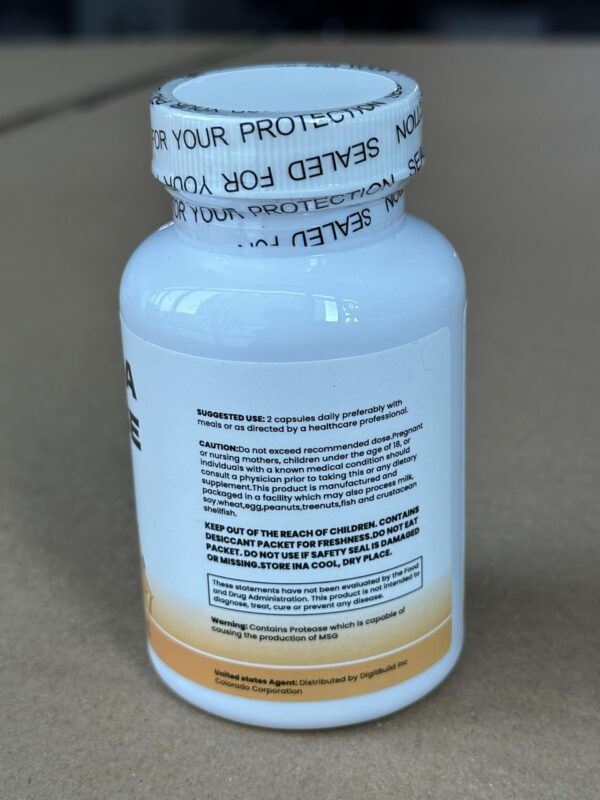 FOR YOUR PROTECTION
SEALED FOR YOUR
FOR YOUR PROTECTION
SEALED FOR
A
E
SUGGESTED USE: 2 capsules daily preferably with
meals or as directed by a healthcare professional.
CAUTION:Do not exceed recommended dose.Pregnant
or nursing mothers, children under the age of 18, or
individuals with a known medical condition should
consult a physician prior to taking this or any dietary
supplement.This product is manufactured and
packaged in a facility which may also process milk,
soy,wheat,egg,peanuts,treenuts,fish and crustacean
shellfish.
KEEP OUT OF THE REACH OF CHILDREN. CONTAINS
DESICCANT PACKET FOR FRESHNESS.DO NOT EAT
PACKET. DO NOT USE IF SAFETY SEAL IS DAMAGED
OR MISSING.STORE INA COOL, DRY PLACE.
These statements have not been evaluated by the Food
and Drug Administration. This product is not intended to
diagnose, treat, cure or prevent any disease.
Warning: Contains Protease which is capable of
causing the production of MSG
United states Agent: Distributed by DigitBuild Inc
Colorado Corporation